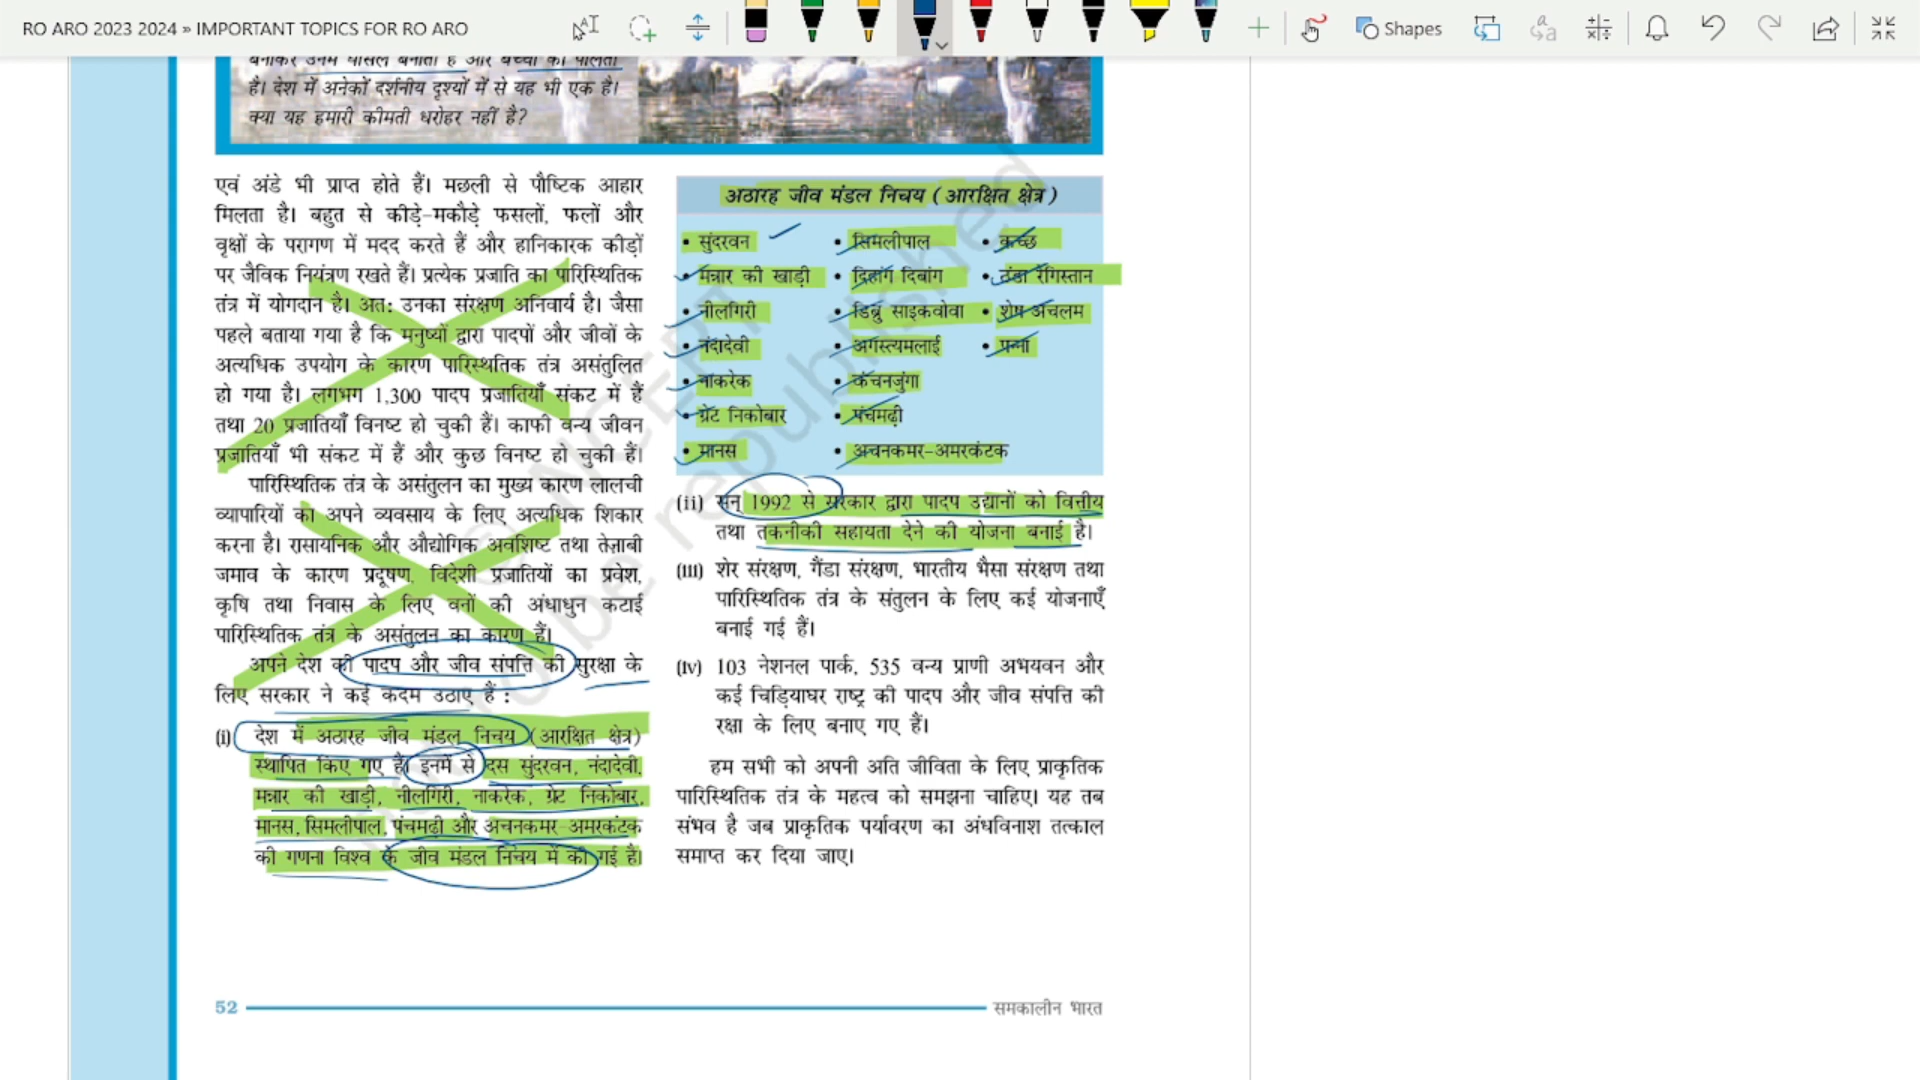 RO ARO 2023 2024 » IMPORTANT TOPICS FOR RO ARO
Shapes
है। देश में अनेकों दर्शनीय दृश्यों में से यह भी एक है।
क्या यह हमारी कीमती धरोहर नहीं है?
एवं अंडे भी प्राप्त होते हैं। मछली से पौष्टिक आहार
मिलता है। बहुत से कीड़े-मकौड़े फसलों, फलों और
वृक्षों के परागण में मदद करते हैं और हानिकारक कीड़ों
पर जैविक नियंत्रण रखते हैं। प्रत्येक प्रजाति का पारिस्थितिक
तंत्र में योगदान है। अत: उनका संरक्षण अनिवार्य है। जैसा
पहले बताया गया है कि मनुष्यों द्वारा पादपों और जीवों के
अत्यधिक उपयोग के कारण पारिस्थतिक तंत्र असंतुलित
हो गया है। लगभग 1,300 पादप प्रजातियाँ संकट में हैं
तथा 20 प्रजातियाँ विनष्ट हो चुकी हैं। काफी वन्य जीवन
प्रजातियाँ भी संकट में हैं और कुछ विनष्ट हो चुकी हैं।
पारिस्थितिक तंत्र के असंतुलन का मुख्य कारण लालची
व्यापारियों का अपने व्यवसाय के लिए अत्यधिक शिकार
करना है। रासायनिक और औद्योगिक अवशिष्ट तथा तेज़ाबी
जमाव के कारण प्रदूषण, विदेशी प्रजातियों का प्रवेश,
कृषि तथा निवास के लिए वनों की अंधाधुन कटाई
पारिस्थितिक तंत्र के असंतुलन का कारण हैं।
अपने देश की पादप और जीव संपत्ति की सुरक्षा के
लिए सरकार ने कई कदम उठाए हैं :
(i) देश में अठारह जीव मंडल निचय (आरक्षित क्षेत्र)
स्थापित किए गए हैं। इनमें से दस सुंदरवन, नंदादेवी,
मन्नार की खाड़ी, नीलगिरी, नाकरेक, ग्रेट निकोबार,
मानस, सिमलीपाल, पंचमढ़ी और अचनकमर अमरकंटक
की गणना विश्व के जीव मंडल निचय में की गई है।
अठारह जीव मंडल निचय (आरक्षित क्षेत्र)
• सुंदरवन • सिमलीपाल • कच्छ
• मन्नार की खाड़ी • दिहांग दिबांग • ठंडा रेगिस्तान
• नीलगिरी • डिब्रु साइकवोवा • शेष अचलम
• नंदादेवी • अगस्त्यमलाई • पन्ना
• नाकरेक • कंचनजुंगा
• ग्रेट निकोबार • पंचमढ़ी
• मानस • अचनकमर-अमरकंटक
(ii) सन् 1992 से सरकार द्वारा पादप उद्यानों को वित्तीय
तथा तकनीकी सहायता देने की योजना बनाई है।
(iii) शेर संरक्षण, गैंडा संरक्षण, भारतीय भैसा संरक्षण तथा
पारिस्थितिक तंत्र के संतुलन के लिए कई योजनाएँ
बनाई गई हैं।
(iv) 103 नेशनल पार्क, 535 वन्य प्राणी अभयवन और
कई चिड़ियाघर राष्ट्र की पादप और जीव संपत्ति की
रक्षा के लिए बनाए गए हैं।
हम सभी को अपनी अति जीविता के लिए प्राकृतिक
पारिस्थितिक तंत्र के महत्व को समझना चाहिए। यह तब
संभव है जब प्राकृतिक पर्यावरण का अंधविनाश तत्काल
समाप्त कर दिया जाए।
52 समकालीन भारत